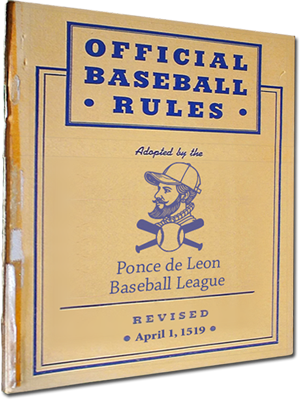 OFFICIAL
BASEBALL
• RULES •
Adopted by the
Ponce de Leon
Baseball League
REVISED
• April 1, 1519 •